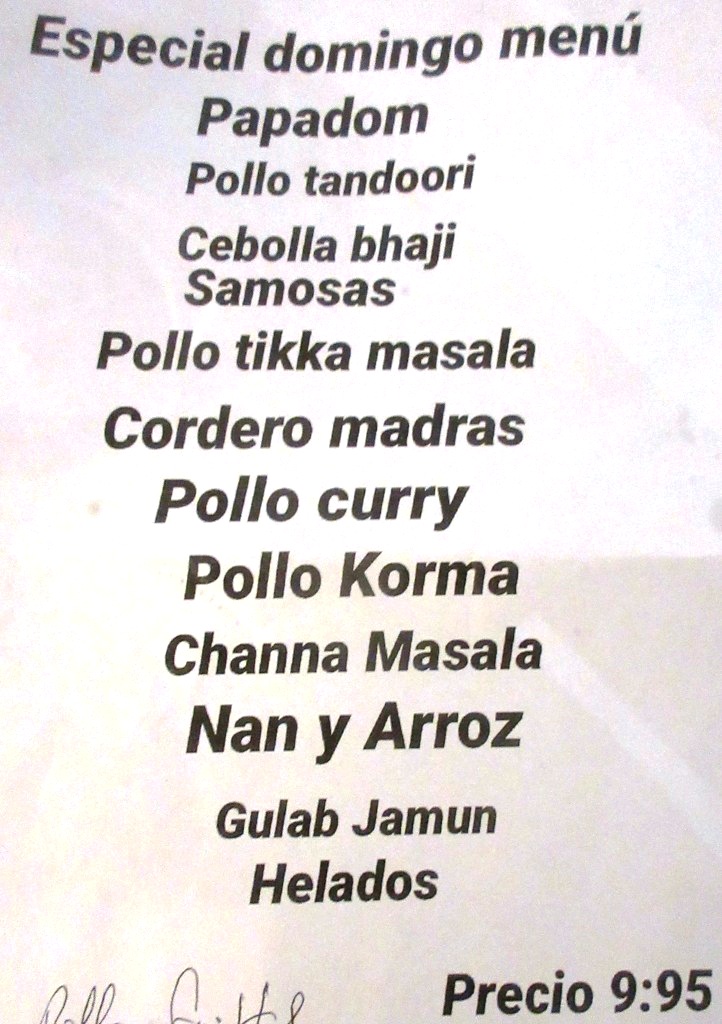 Especial domingo menú
Papadom
Pollo tandoori
Cebolla bhaji
Samosas
Pollo tikka masala
Cordero madras
Pollo curry
Pollo Korma
Channa Masala
Nan y Arroz
Gulab Jamun
Helados
Precio 9:95